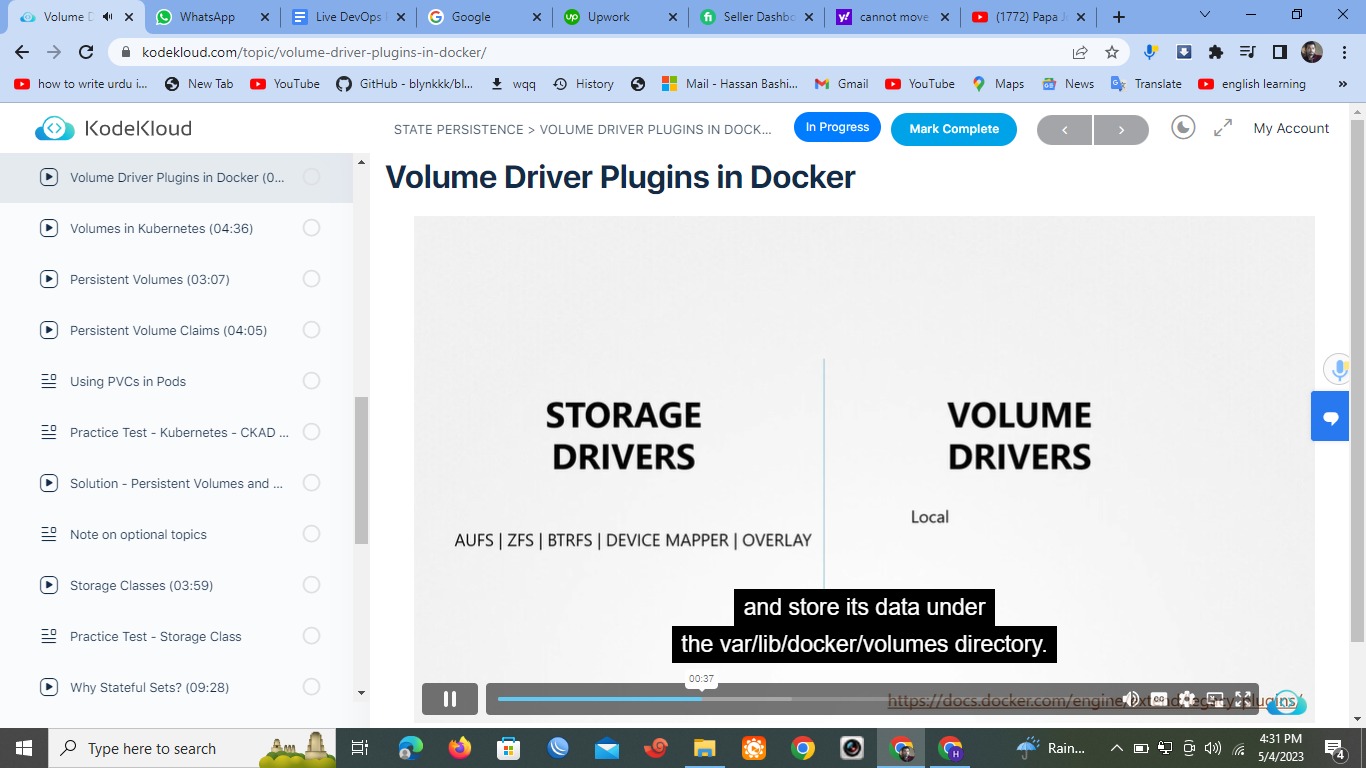 Volume D
WhatsApp
Live DevOps
Google
Upwork
Seller Dashbo
cannot move
(1772) Papa J
kodekloud.com/topic/volume-driver-plugins-in-docker/
how to write urdu i...
New Tab
YouTube
GitHub - blynkkk/bl...
wqq
History
Mail - Hassan Bashi...
Gmail
YouTube
Maps
News
Translate
english learning
»
KodeKloud
STATE PERSISTENCE > VOLUME DRIVER PLUGINS IN DOCK...
In Progress
Mark Complete
<
>
My Account
Volume Driver Plugins in Docker (0...
Volumes in Kubernetes (04:36)
Persistent Volumes (03:07)
Persistent Volume Claims (04:05)
Using PVCs in Pods
Practice Test - Kubernetes - CKAD ...
Solution - Persistent Volumes and ...
Note on optional topics
Storage Classes (03:59)
Practice Test - Storage Class
Why Stateful Sets? (09:28)
Volume Driver Plugins in Docker
STORAGE
DRIVERS
AUFS | ZFS | BTRFS | DEVICE MAPPER | OVERLAY
VOLUME
DRIVERS
Local
and store its data under
the var/lib/docker/volumes directory.
00:37
https://docs.docker.com/engine/extend/legacy_plugins/
Type here to search
Rain...
4:31 PM
5/4/2023
4